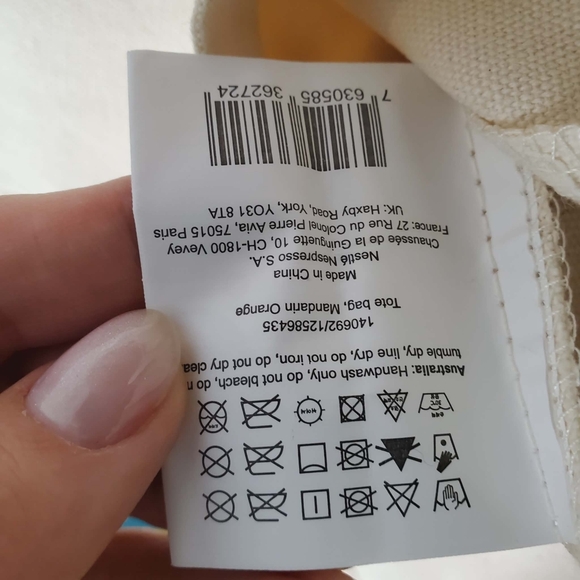 Australia: Handwash only, do not bleach, do n
tumble dry, line dry, do not iron, do not dry clea
140692/12586435
Tote bag, Mandarin Orange
Made in China
Nestlé Nespresso S.A.
Chaussée de la Guinguette 10, CH-1800 Vevey
France: 27 Rue du Colonel Pierre Avia, 75015 Paris
UK: Haxby Road, York, YO31 8TA
7 630585 362724